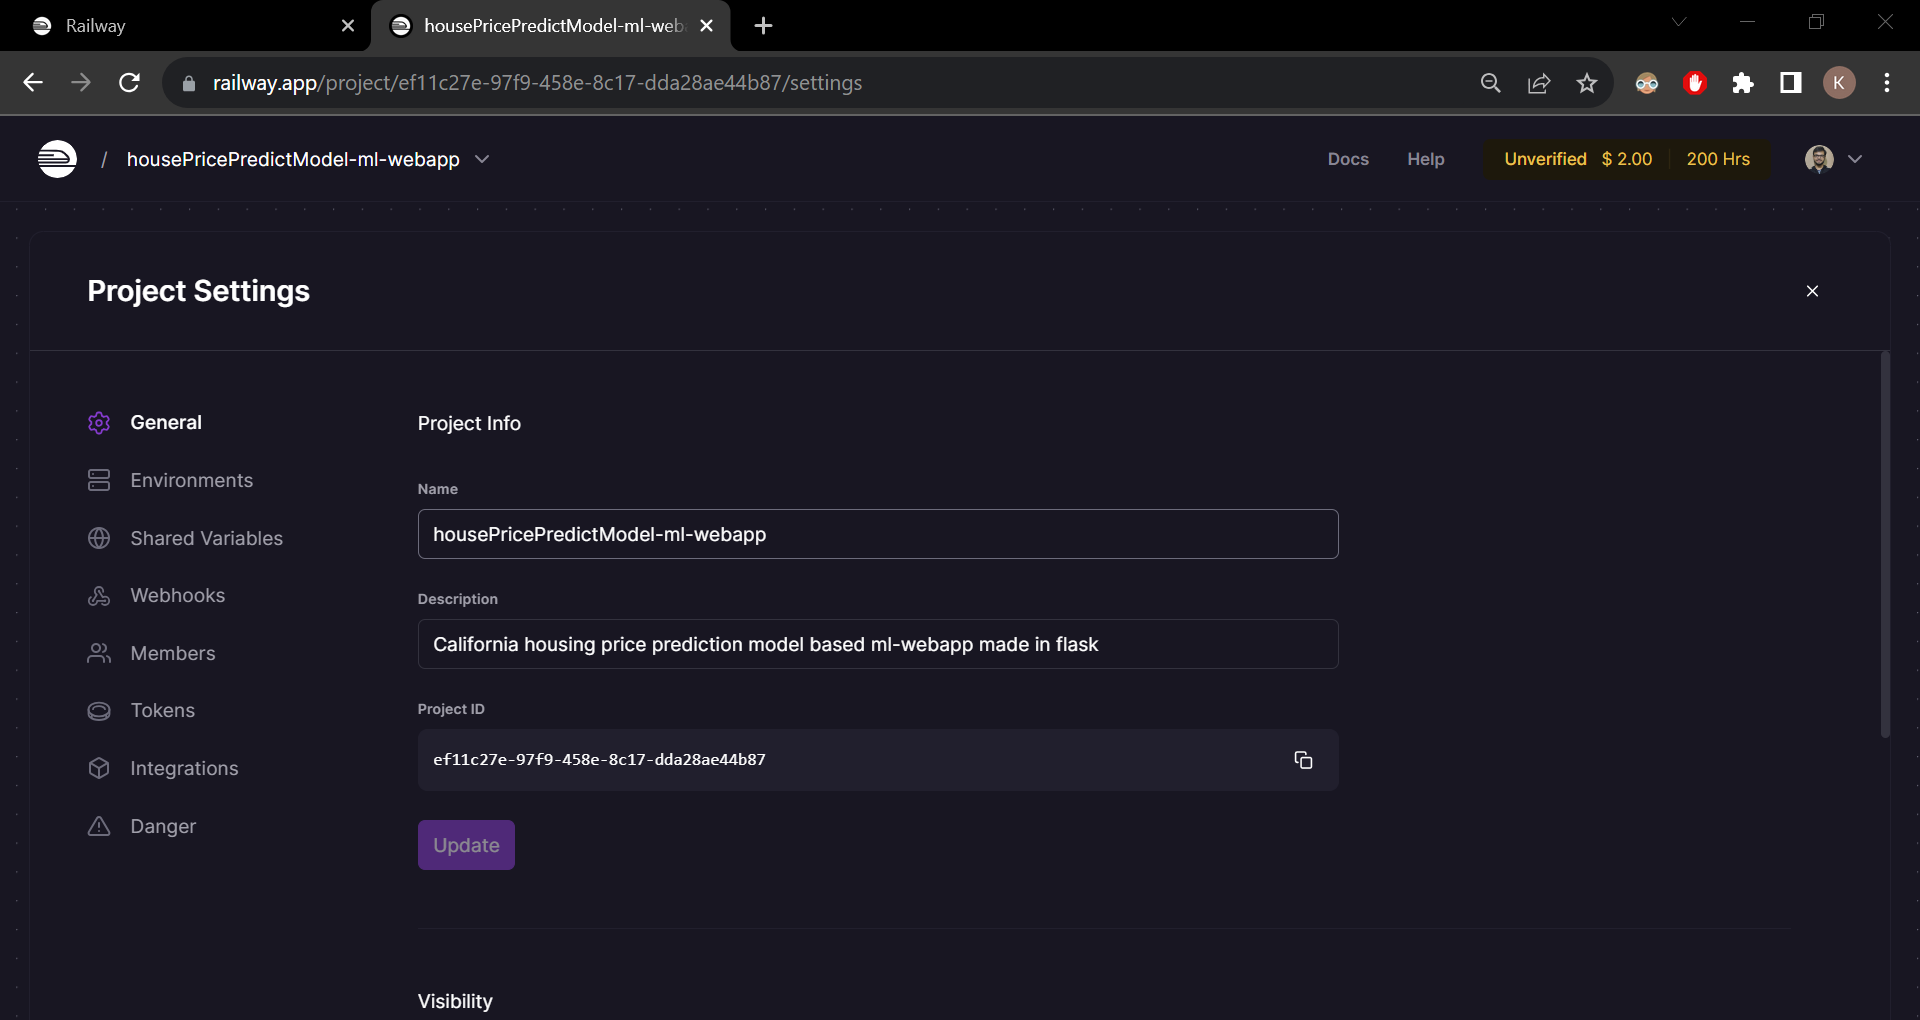 Railway
housePricePredictModel-ml-web
railway.app/project/ef11c27e-97f9-458e-8c17-dda28ae44b87/settings
K
/ housePricePredictModel-ml-webapp
Docs
Help
Unverified $ 2.00
200 Hrs
Project Settings
General
Environments
Shared Variables
Webhooks
Members
Tokens
Integrations
Danger
Project Info
Name
housePricePredictModel-ml-webapp
Description
California housing price prediction model based ml-webapp made in flask
Project ID
ef11c27e-97f9-458e-8c17-dda28ae44b87
Update
Visibility